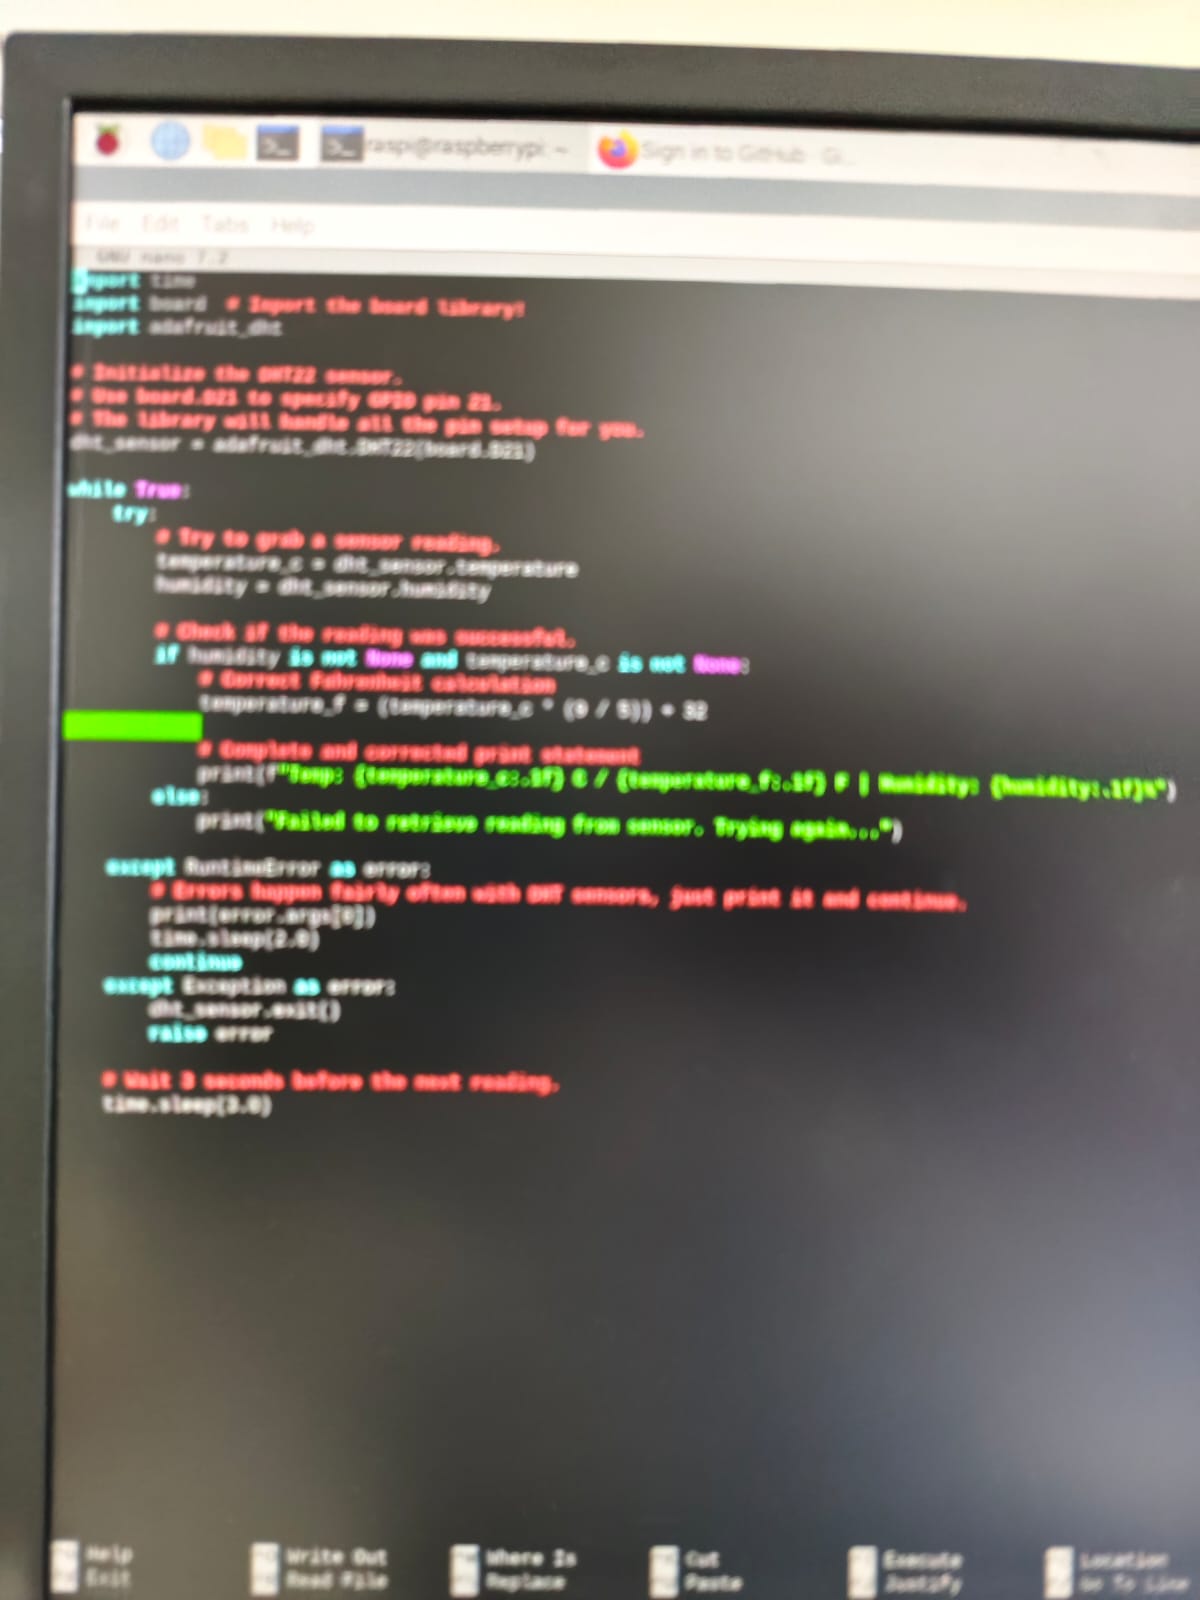 raspi@raspberrypi: ~
Sign in to GitHub · Gi...
File Edit Tabs Help
GNU nano 7.2
import time
import board # Import the board library!
import adafruit_dht
# Initialize the DHT22 sensor.
# Use board.D21 to specify GPIO pin 21.
# The library will handle all the pin setup for you.
dht_sensor = adafruit_dht.DHT22(board.D21)
while True:
try:
# Try to grab a sensor reading.
temperature_c = dht_sensor.temperature
humidity = dht_sensor.humidity
# Check if the reading was successful.
if humidity is not None and temperature_c is not None:
# Correct Fahrenheit calculation
temperature_f = (temperature_c * (9 / 5)) + 32
# Complete and corrected print statement
print(f"Temp: {temperature_c:.1f} C / {temperature_f:.1f} F | Humidity: {humidity:.1f}%")
else:
print("Failed to retrieve reading from sensor. Trying again...")
except RuntimeError as error:
# Errors happen fairly often with DHT sensors, just print it and continue.
print(error.args[0])
time.sleep(2.0)
continue
except Exception as error:
dht_sensor.exit()
raise error
# Wait 3 seconds before the next reading.
time.sleep(3.0)
Help Write Out Where Is Cut Execute Location
Exit Read File Replace Paste Justify Go To Line